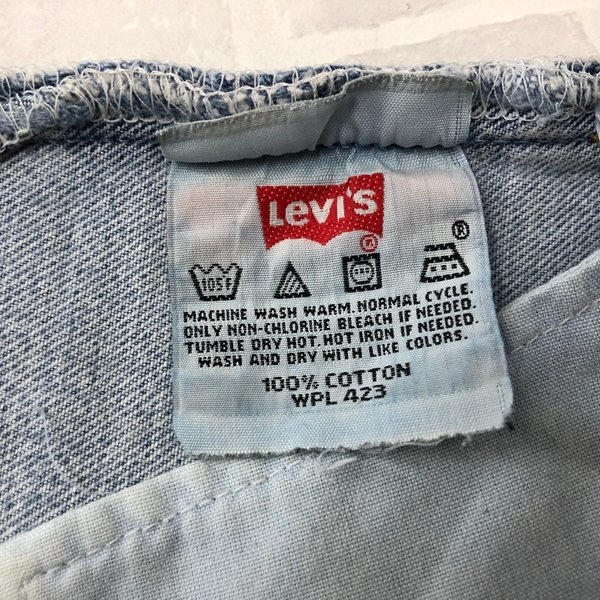 Levi's
®
®
105F
MACHINE WASH WARM. NORMAL CYCLE.
ONLY NON-CHLORINE BLEACH IF NEEDED.
TUMBLE DRY HOT. HOT IRON IF NEEDED.
WASH AND DRY WITH LIKE COLORS.
100% COTTON
WPL 423